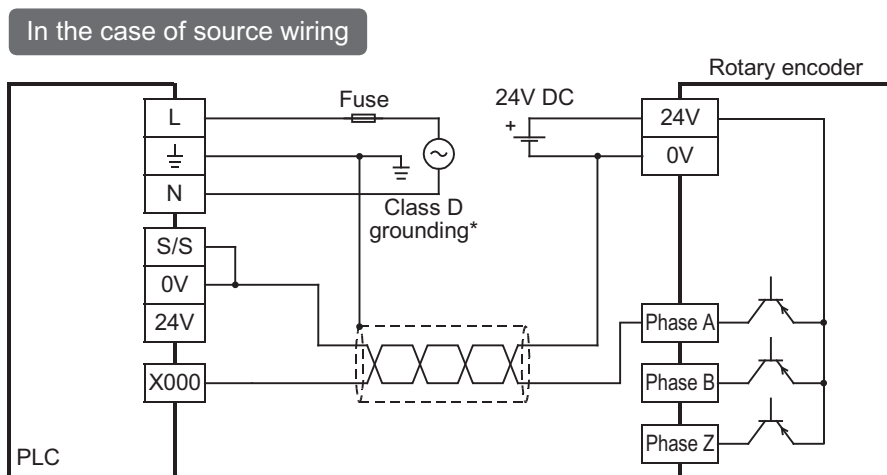 In the case of source wiring
Rotary encoder
Fuse
24V DC
+
L
24V
0V
N
Class D
grounding*
S/S
0V
24V
Phase A
X000
Phase B
Phase Z
PLC